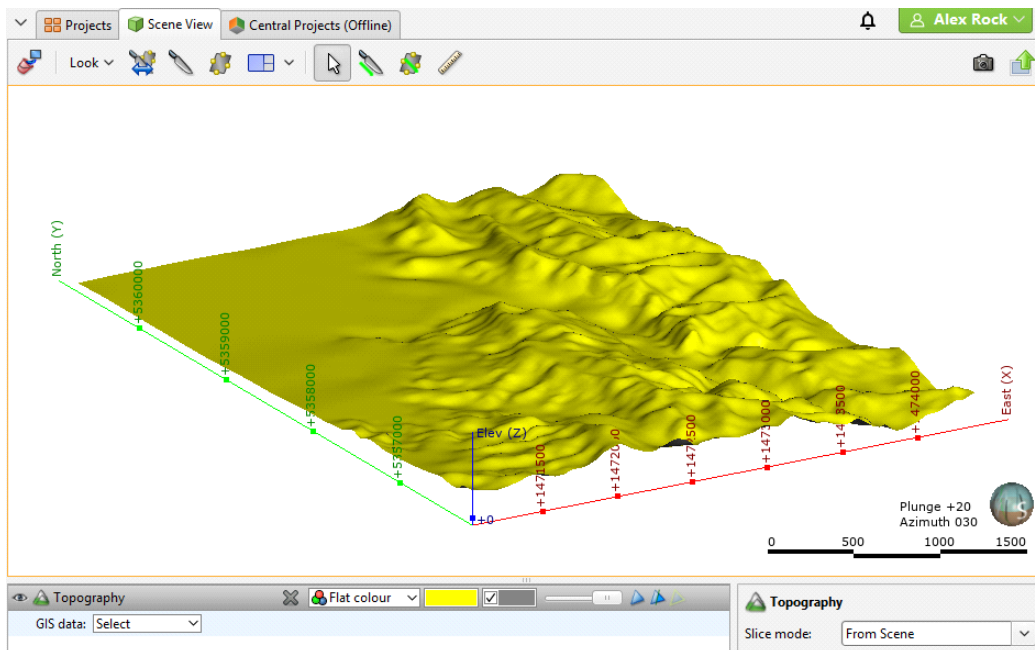 Projects
Scene View
Central Projects (Offline)
Alex Rock
Look
North (Y)
+5360000
+5359000
+5358000
+5357000
Elev (Z)
+0
+1471500
+1472500
+1473000
+1473500
+1474000
East (X)
Plunge +20
Azimuth 030
S
0 500 1000 1500
Topography
Flat colour
GIS data: Select
Topography
Slice mode: From Scene